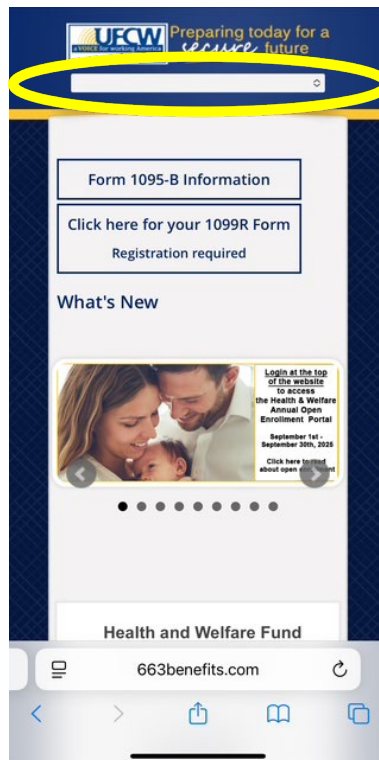 UFCW
a VOICE for working America
Preparing today for a
secure future
Form 1095-B Information
Click here for your 1099R Form
Registration required
What's New
Login at the top
of the website
to access
the Health & Welfare
Annual Open
Enrollment Portal
September 1st -
September 30th, 2025
Click here to read
about open enrollment
Health and Welfare Fund
663benefits.com